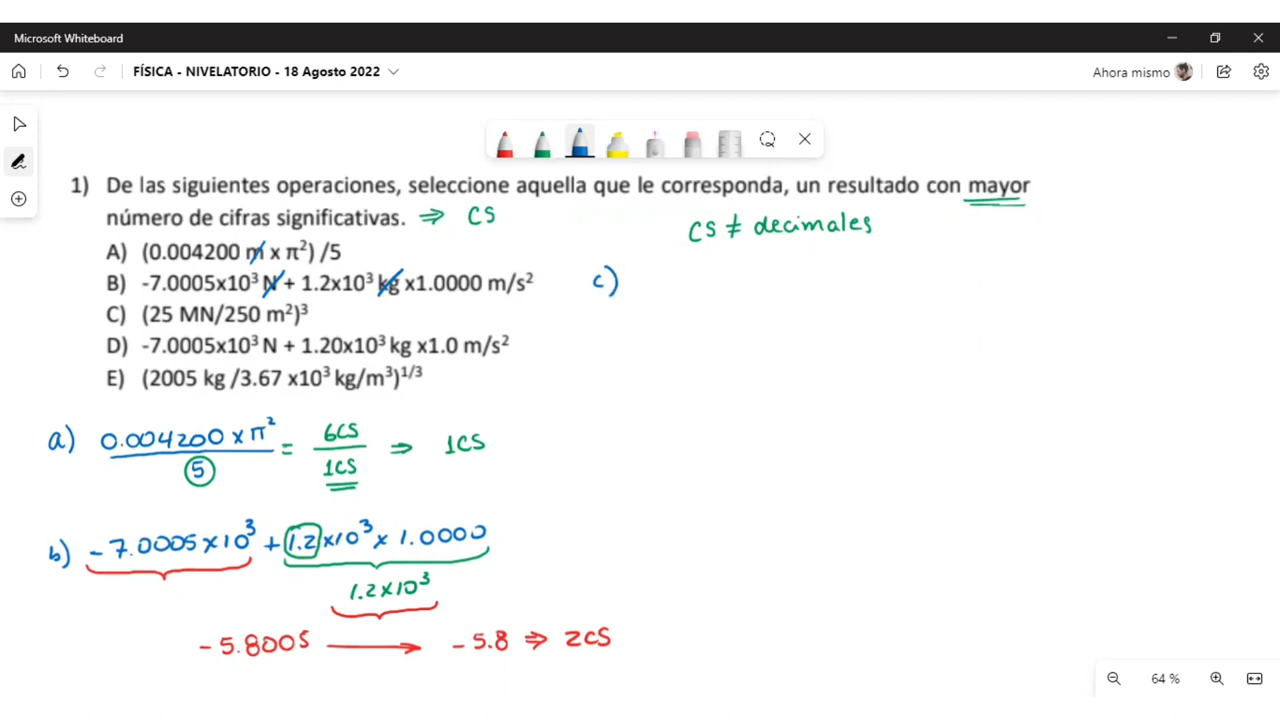 Microsoft Whiteboard
FÍSICA - NIVELATORIO - 18 Agosto 2022
Ahora mismo
1) De las siguientes operaciones, seleccione aquella que le corresponda, un resultado con mayor
número de cifras significativas. ⇒ CS
CS ≠ decimales
A) (0.004200 m x π²) /5
B) -7.0005x10³ N + 1.2x10³ kg x1.0000 m/s²
c)
C) (25 MN/250 m²)³
D) -7.0005x10³ N + 1.20x10³ kg x1.0 m/s²
E) (2005 kg /3.67 x10³ kg/m³)¹/³
a) 0.004200 x π² / 5 = 6CS / 1CS ⇒ 1CS
b) -7.0005x10³ + 1.2x10³ x 1.0000
1.2x10³
-5.8005 → -5.8 ⇒ 2CS
64 %